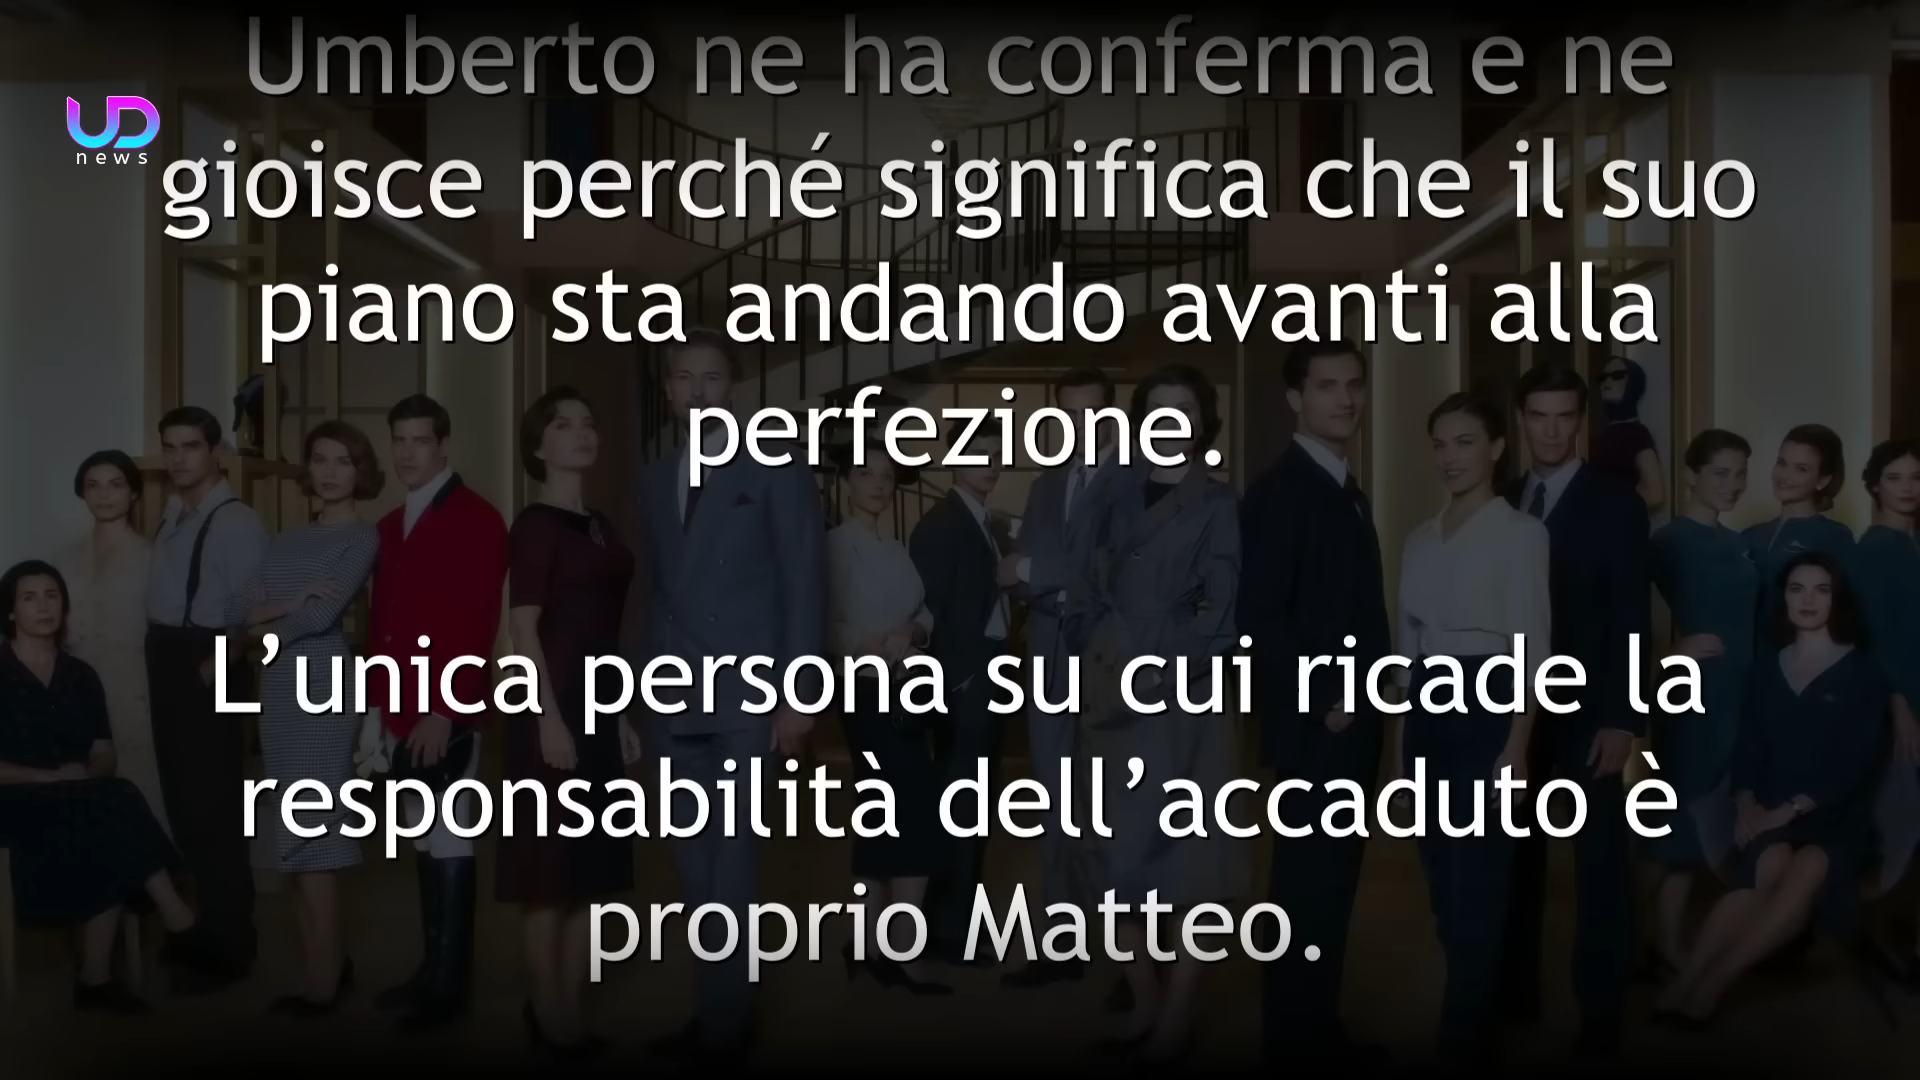 Umberto ne ha conferma e ne
UD
news
gioisce perché significa che il suo
piano sta andando avanti alla
perfezione.
L’unica persona su cui ricade la
responsabilità dell’accaduto è
proprio Matteo.